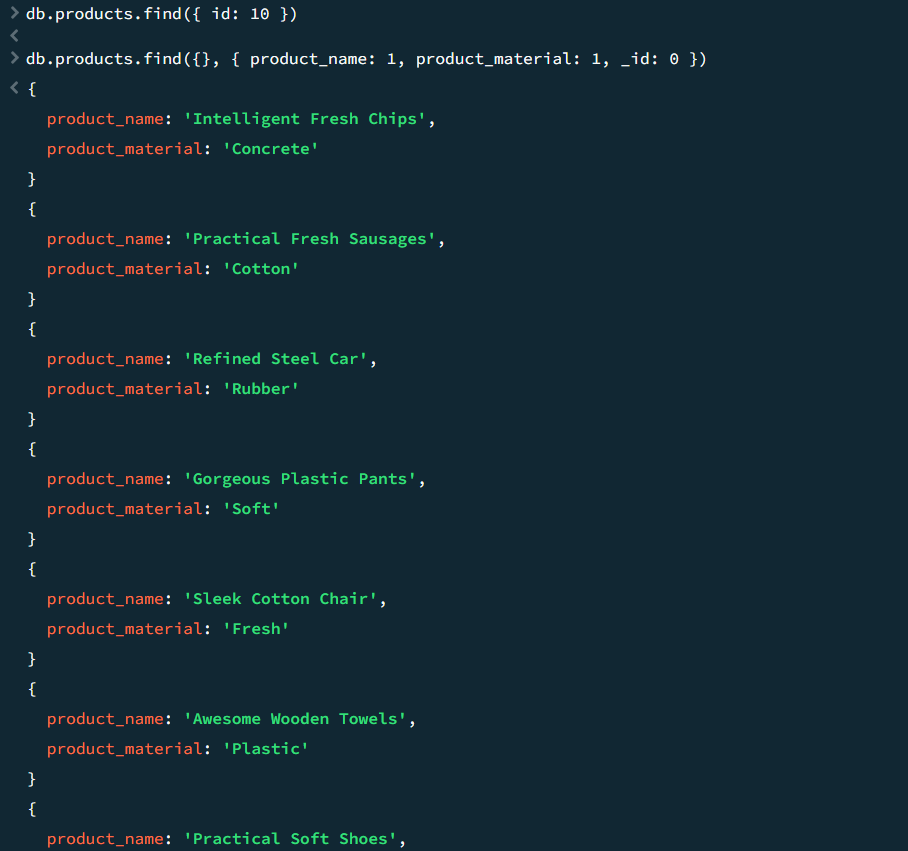 > db.products.find({ id: 10 })
<
> db.products.find({}, { product_name: 1, product_material: 1, _id: 0 })
< {
product_name: 'Intelligent Fresh Chips',
product_material: 'Concrete'
}
{
product_name: 'Practical Fresh Sausages',
product_material: 'Cotton'
}
{
product_name: 'Refined Steel Car',
product_material: 'Rubber'
}
{
product_name: 'Gorgeous Plastic Pants',
product_material: 'Soft'
}
{
product_name: 'Sleek Cotton Chair',
product_material: 'Fresh'
}
{
product_name: 'Awesome Wooden Towels',
product_material: 'Plastic'
}
{
product_name: 'Practical Soft Shoes',